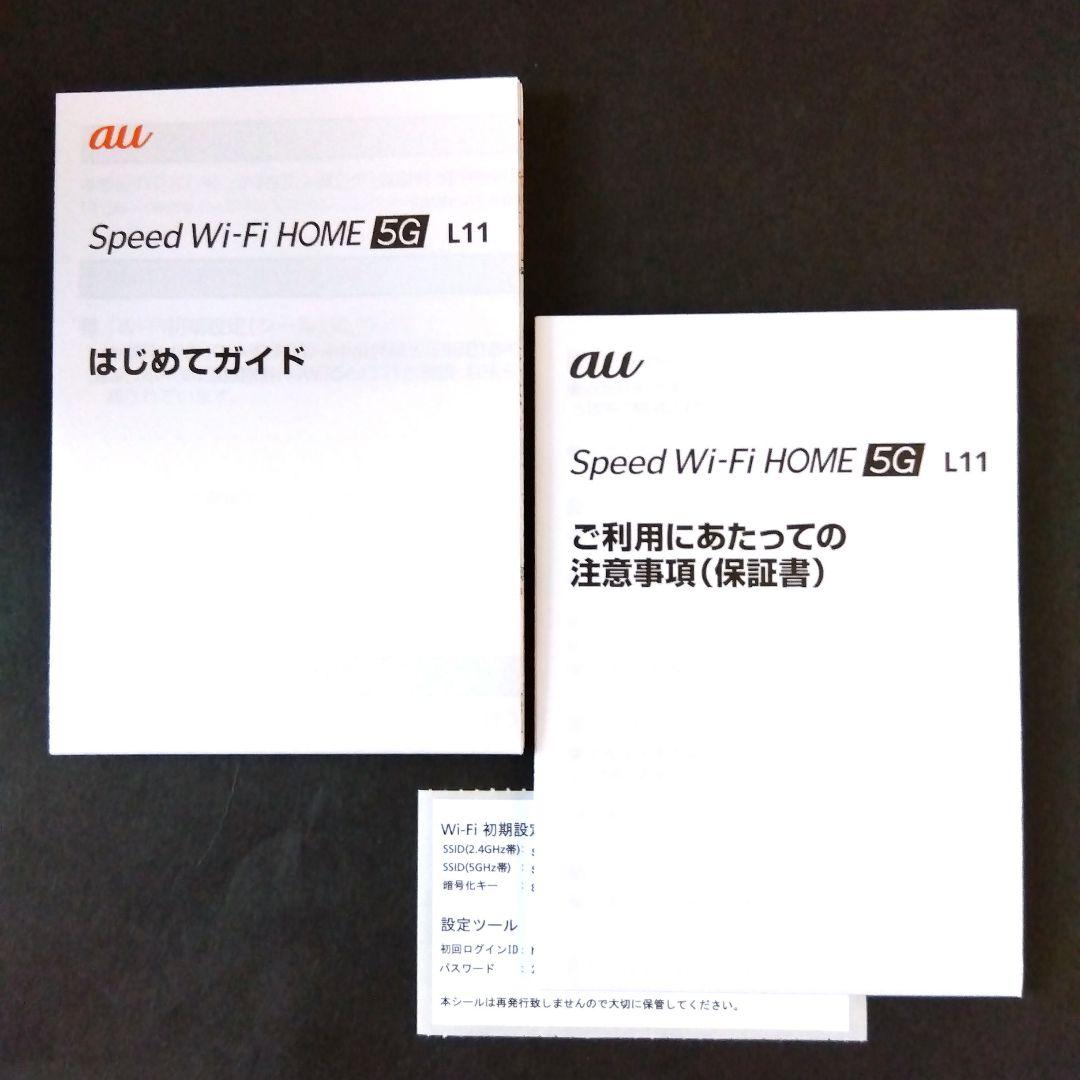 au
Speed Wi-Fi HOME 5G L11
はじめてガイド
au
Speed Wi-Fi HOME 5G L11
ご利用にあたっての
注意事項(保証書)
Wi-Fi 初期設定
SSID(2.4GHz帯):
SSID(5GHz帯) :
暗号化キー :
設定ツール
初回ログインID:
パスワード :
本シールは再発行致しませんので大切に保管してください。